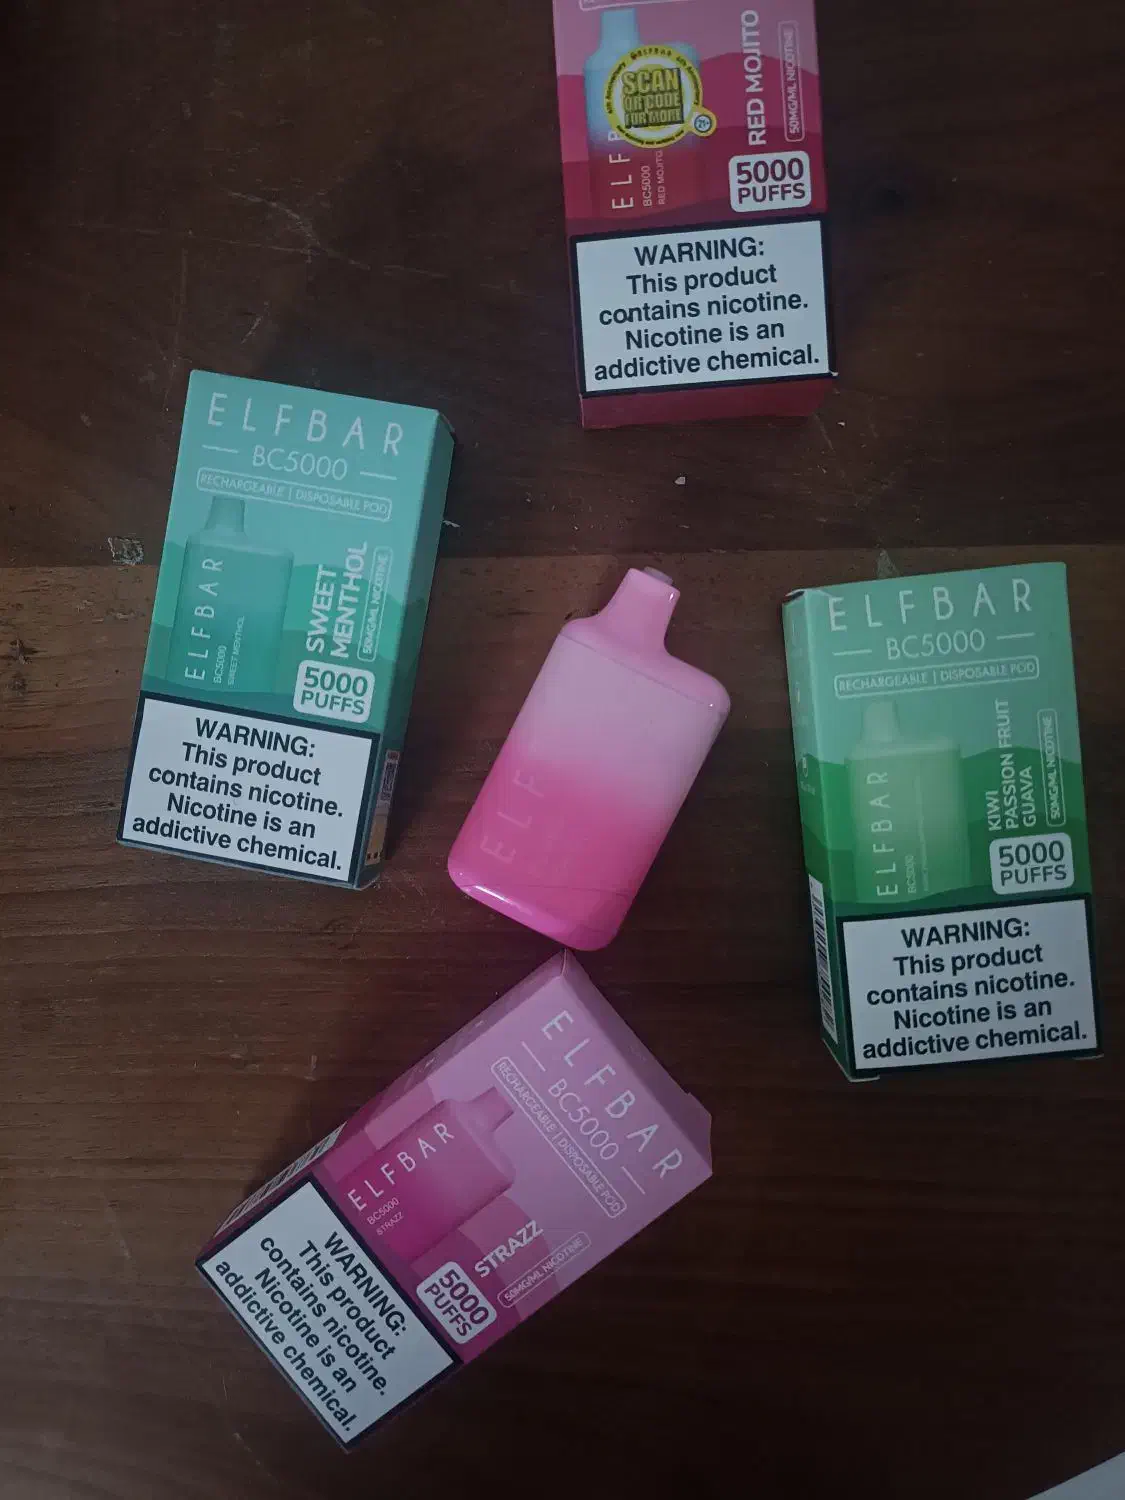 SCAN
QR CODE
FOR MORE
21+
ELFB
BC5000
RED MOJITO
RED MOJITO
50MG/ML NICOTINE
5000
PUFFS
WARNING:
This product
contains nicotine.
Nicotine is an
addictive chemical.
ELFBAR
BC5000
RECHARGEABLE | DISPOSABLE POD
ELFBAR
BC5000
SWEET MENTHOL
SWEET
MENTHOL
50MG/ML NICOTINE
5000
PUFFS
WARNING:
This product
contains nicotine.
Nicotine is an
addictive chemical.
ELF
ELFBAR
BC5000
RECHARGEABLE | DISPOSABLE POD
ELFBAR
BC5000
KIWI
PASSION FRUIT
GUAVA
50MG/ML NICOTINE
5000
PUFFS
WARNING:
This product
contains nicotine.
Nicotine is an
addictive chemical.
ELFBAR
BC5000
RECHARGEABLE | DISPOSABLE POD
ELFBAR
BC5000
STRAZZ
STRAZZ
50MG/ML NICOTINE
5000
PUFFS
WARNING:
This product
contains nicotine.
Nicotine is an
addictive chemical.